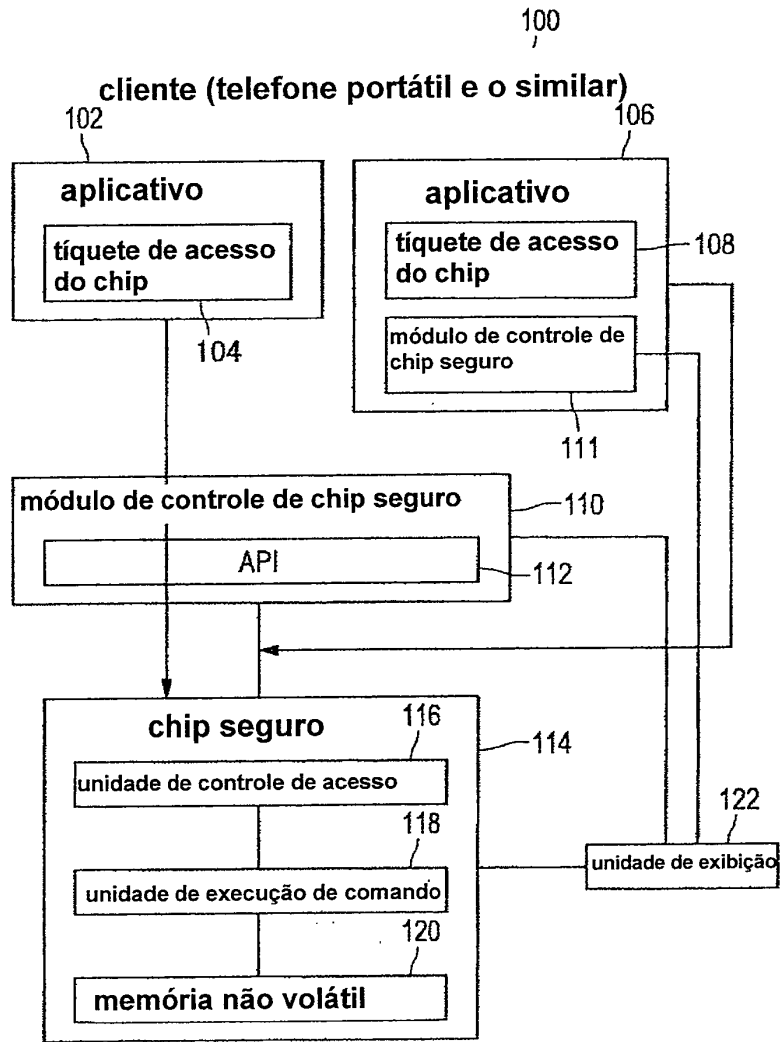 100
cliente (telefone portátil e o similar)
102
106
aplicativo
tíquete de acesso
do chip
104
aplicativo
tíquete de acesso
do chip
108
módulo de controle de
chip seguro
111
módulo de controle de chip seguro
110
API
112
chip seguro
116
114
unidade de controle de acesso
118
unidade de execução de comando
120
memória não volátil
122
unidade de exibição